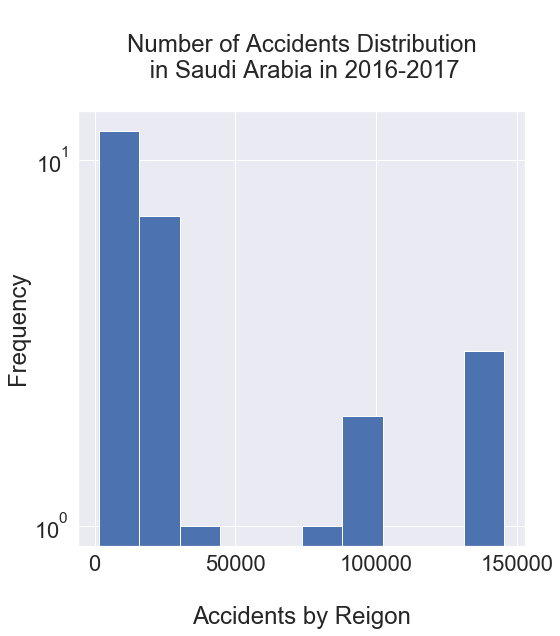 Number of Accidents Distribution
in Saudi Arabia in 2016-2017
10^1
10^0
Frequency
0 50000 100000 150000
Accidents by Reigon